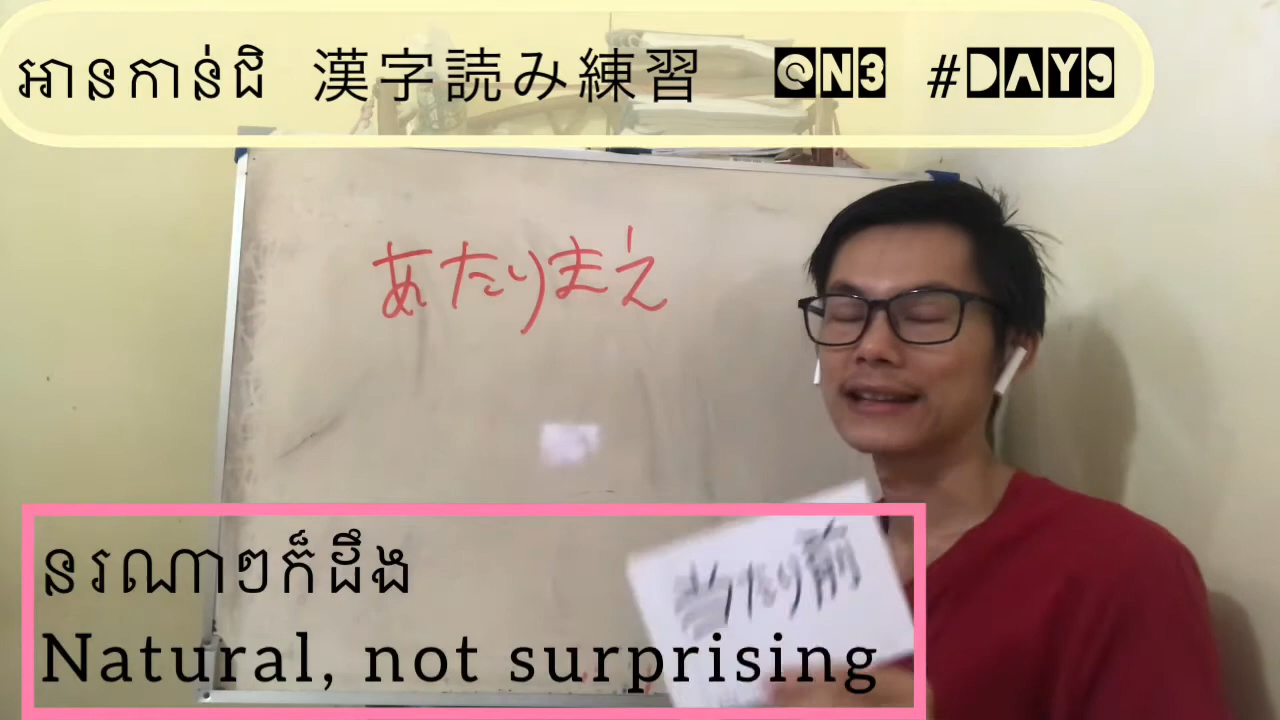 អានកាន់ជិ 漢字読み練習 @N3 #DAY9
あたりまえ
当たり前
នរណាៗក៏ដឹង
Natural, not surprising